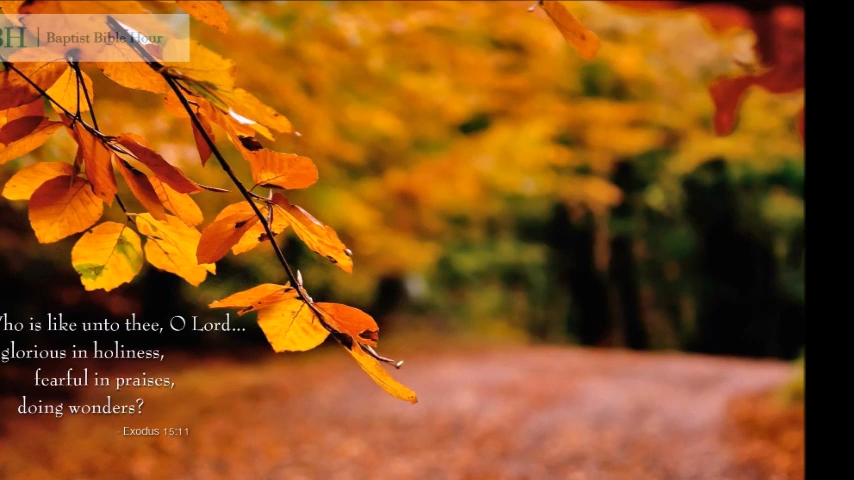 BH | Baptist Bible Hour
Who is like unto thee, O Lord...
glorious in holiness,
fearful in praises,
doing wonders?
Exodus 15:11